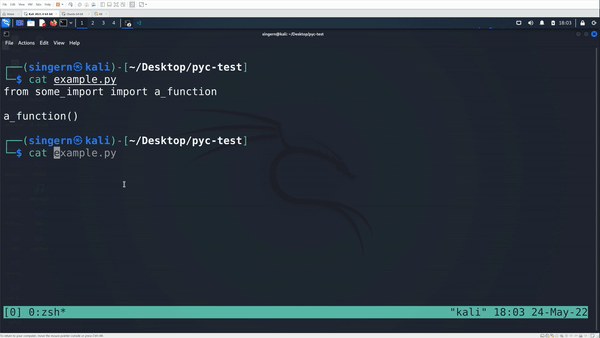 1 2 3 4
18:03
singern@kali: ~/Desktop/pyc-test
File Actions Edit View Help
┌──(singern㉿kali)-[~/Desktop/pyc-test]
└─$ cat example.py
from some_import import a_function
a_function()
┌──(singern㉿kali)-[~/Desktop/pyc-test]
└─$ cat example.py
[0] 0:zsh* "kali" 18:03 24-May-22